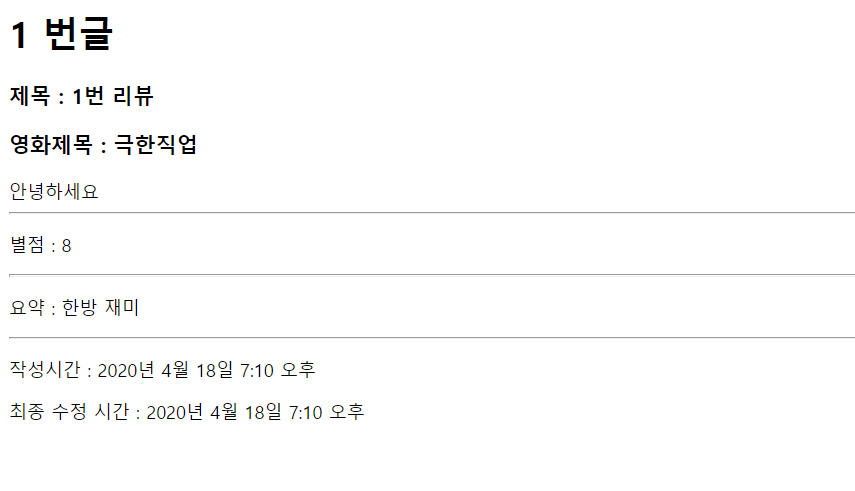 1 번글
제목 : 1번 리뷰
영화제목 : 극한직업
안녕하세요
별점 : 8
요약 : 한방 재미
작성시간 : 2020년 4월 18일 7:10 오후
최종 수정 시간 : 2020년 4월 18일 7:10 오후